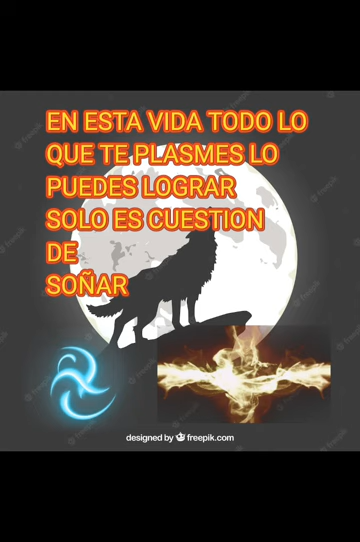 EN ESTA VIDA TODO LO
QUE TE PLASMES LO
PUEDES LOGRAR
SOLO ES CUESTION
DE
SOÑAR
designed by freepik.com